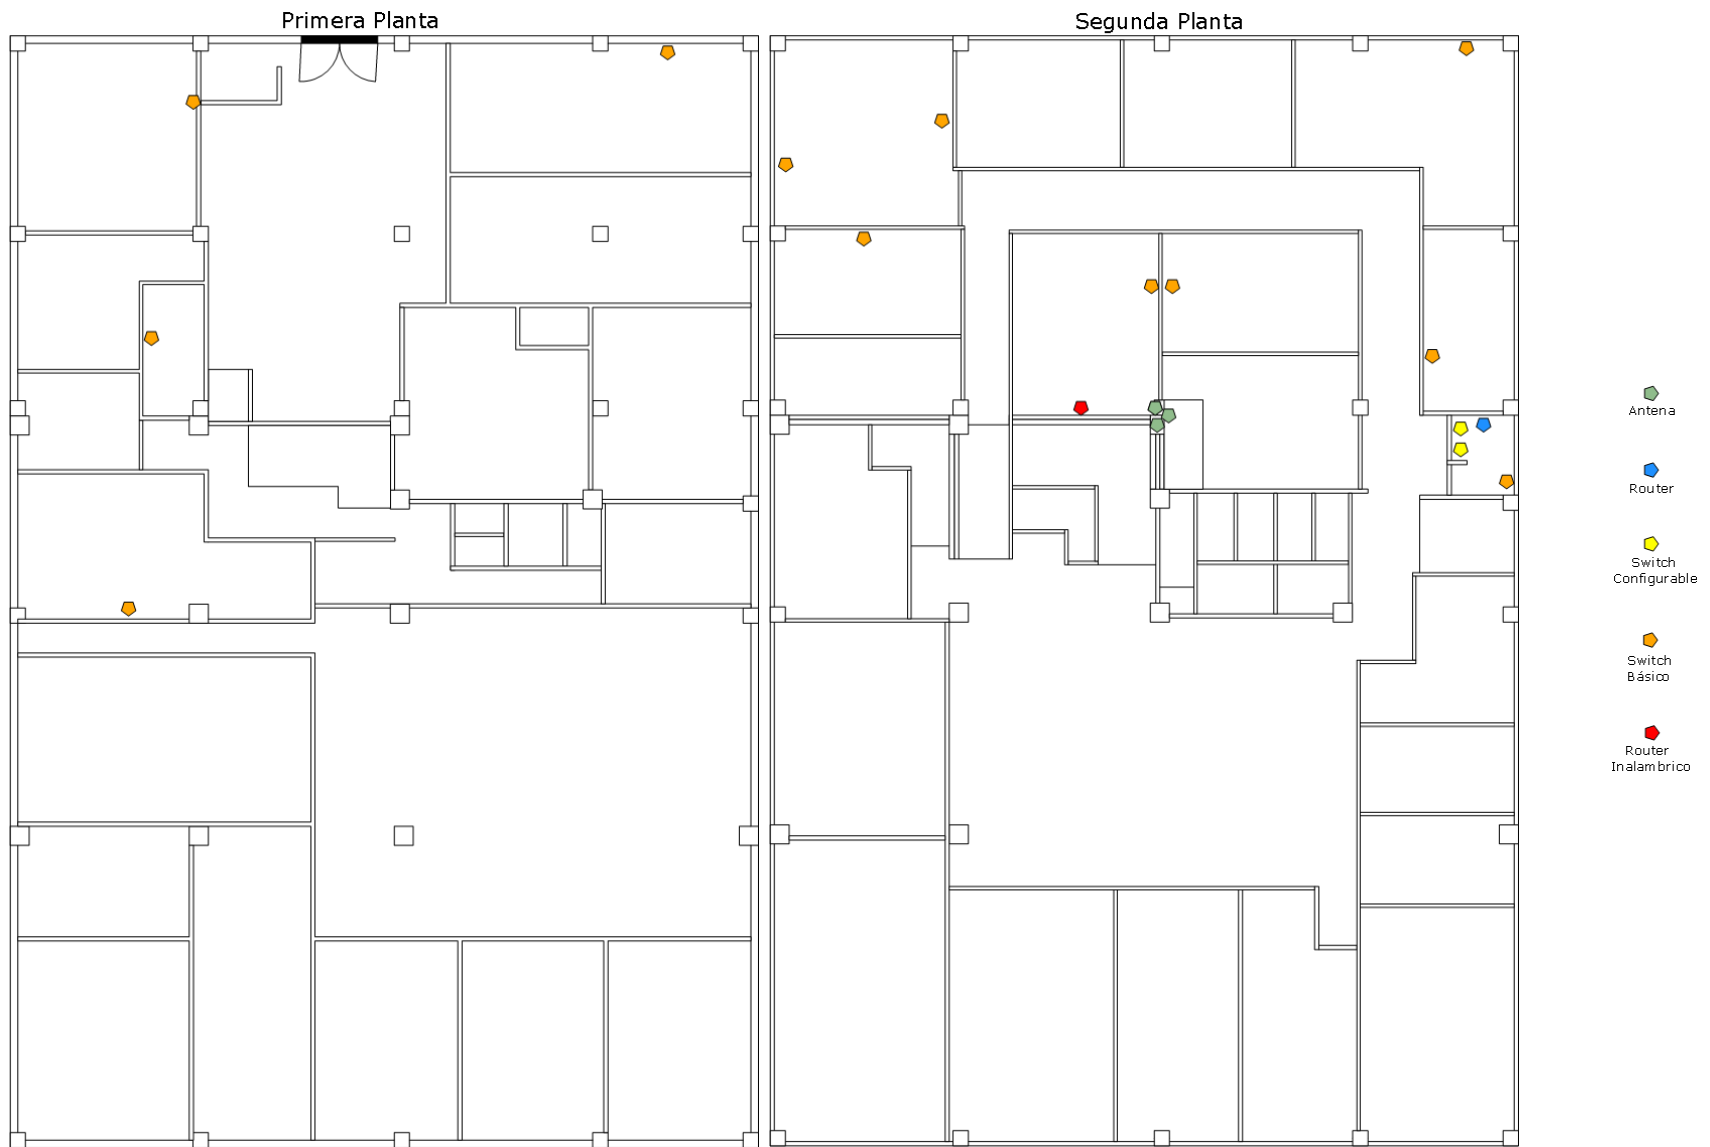 Primera Planta
Segunda Planta
Antena
Router
Switch
Configurable
Switch
Básico
Router
Inalambrico